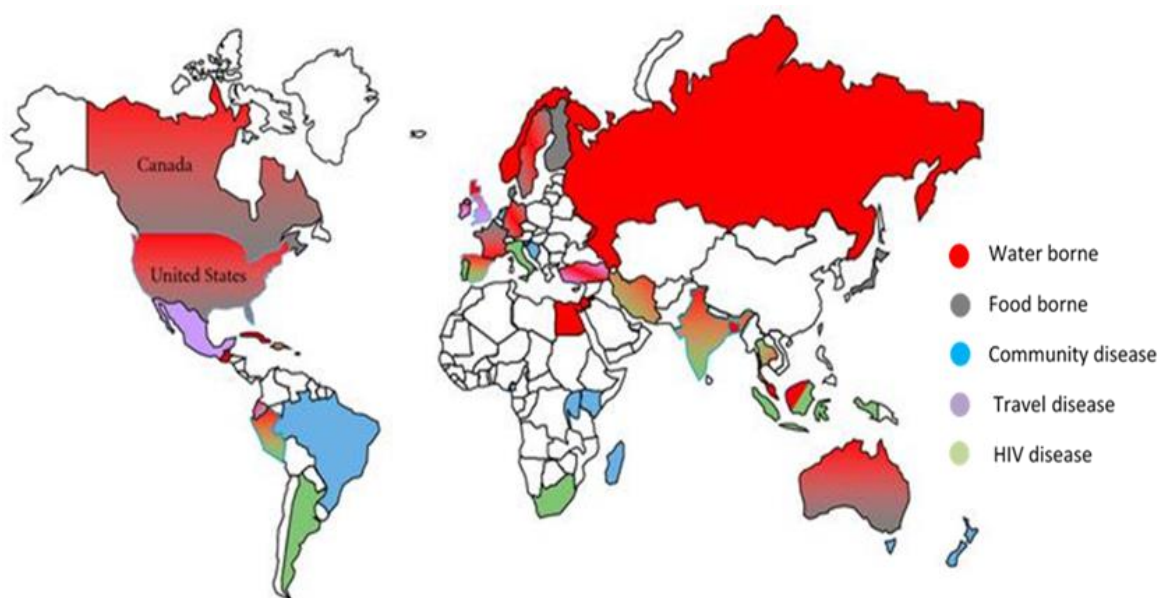 Canada
United States
Water borne
Food borne
Community disease
Travel disease
HIV disease